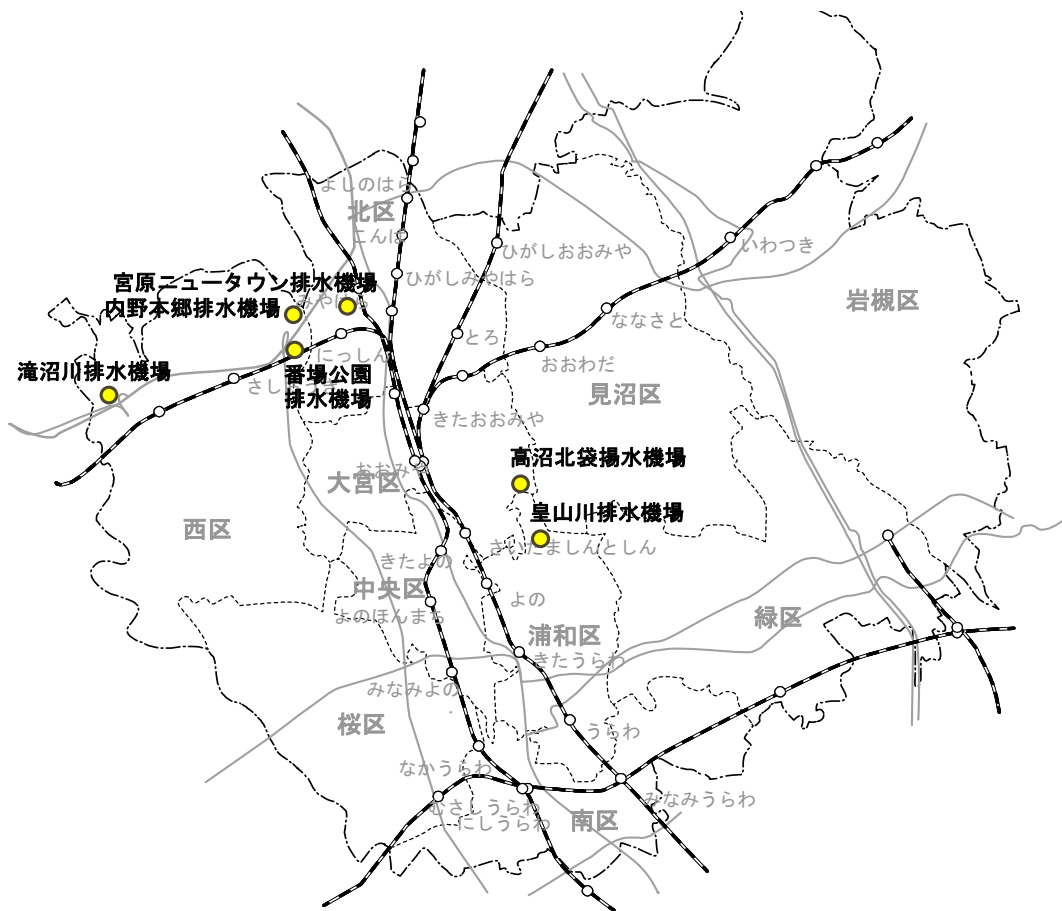 よしのはら
北区
こんば
ひがしおおみや
いわつき
宮原ニュータウン排水機場
ひがしみやはら
みやはら
内野本郷排水機場
岩槻区
ななさと
とろ
にっしん
おおわだ
滝沼川排水機場
番場公園
排水機場
さしおうぎ
見沼区
きたおおみや
高沼北袋揚水機場
おおみや
大宮区
皇山川排水機場
西区
さいたましんとしん
きたよの
中央区
よの
よのほんまち
緑区
浦和区
きたうらわ
みなみよの
桜区
うらわ
なかうらわ
みなみうらわ
むさしうらわ
にしうらわ
南区